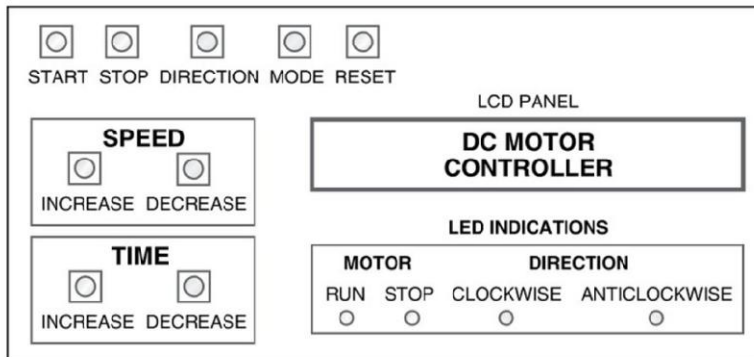 START STOP DIRECTION MODE RESET
SPEED
INCREASE DECREASE
TIME
INCREASE DECREASE
LCD PANEL
DC MOTOR
CONTROLLER
LED INDICATIONS
MOTOR DIRECTION
RUN STOP CLOCKWISE ANTICLOCKWISE